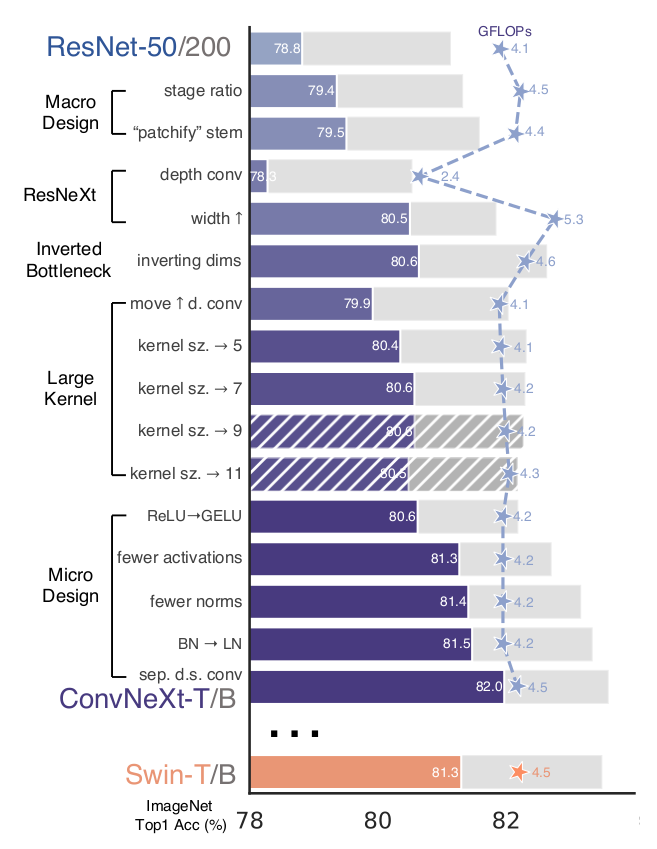 GFLOPs
ResNet-50/200 78.8 4.1
Macro Design
stage ratio 79.4 4.5
“patchify” stem 79.5 4.4
ResNeXt
depth conv 78.3 2.4
width ↑ 80.5 5.3
Inverted Bottleneck
inverting dims 80.6 4.6
Large Kernel
move ↑ d. conv 79.9 4.1
kernel sz. → 5 80.4 4.1
kernel sz. → 7 80.6 4.2
kernel sz. → 9 80.6 4.2
kernel sz. → 11 80.5 4.3
Micro Design
ReLU→GELU 80.6 4.2
fewer activations 81.3 4.2
fewer norms 81.4 4.2
BN → LN 81.5 4.2
sep. d.s. conv 82.0 4.5
ConvNeXt-T/B
...
Swin-T/B 81.3 4.5
ImageNet
Top1 Acc (%) 78 80 82